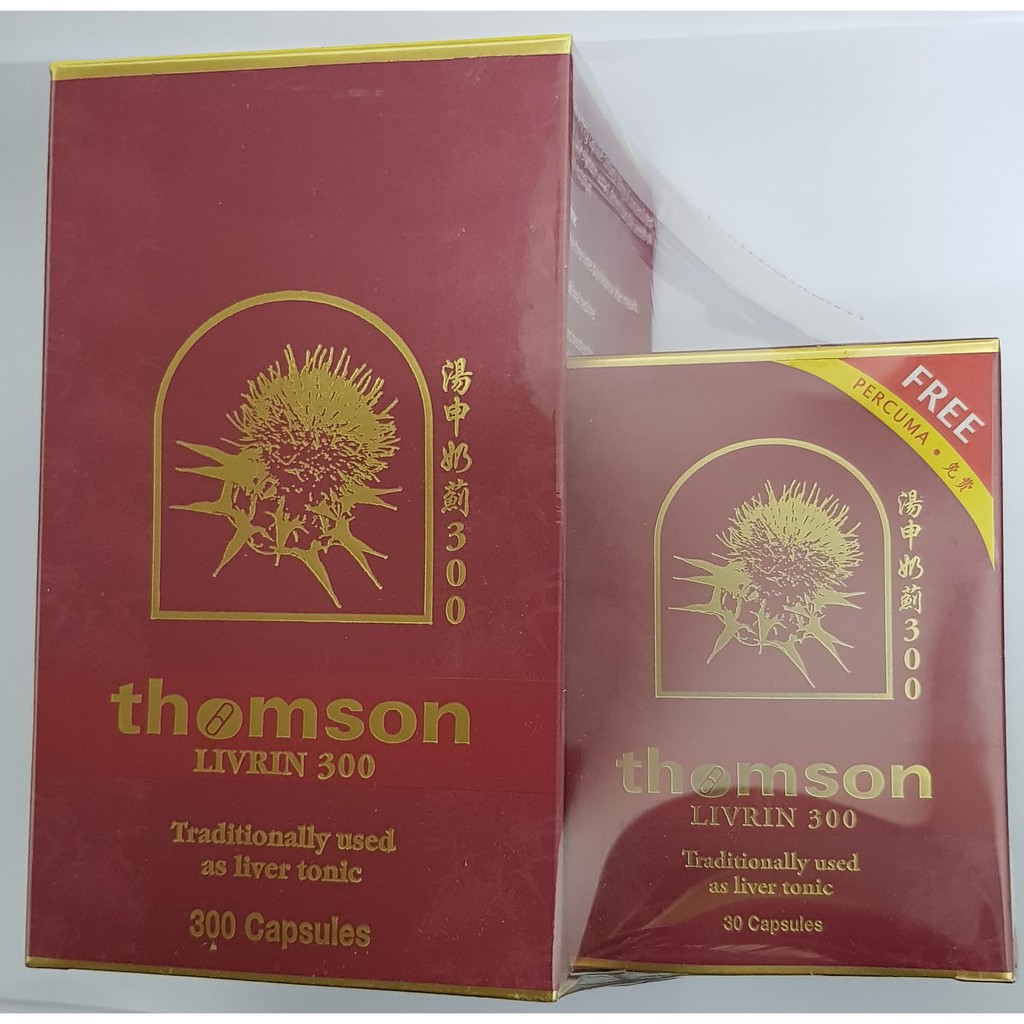 湯申奶薊300
thomson
LIVRIN 300
Traditionally used
as liver tonic
300 Capsules
FREE
PERCUMA • 免费
湯申奶薊300
thomson
LIVRIN 300
Traditionally used
as liver tonic
30 Capsules